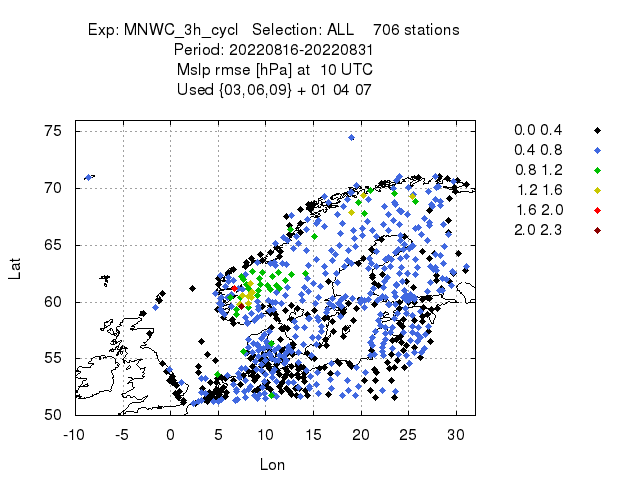 Exp: MNWC_3h_cycl   Selection: ALL    706 stations
Period: 20220816-20220831
Mslp rmse [hPa] at  10 UTC
Used {03,06,09} + 01 04 07
0.0 0.4
0.4 0.8
0.8 1.2
1.2 1.6
1.6 2.0
2.0 2.3
75
70
65
60
55
50
Lat
-10 -5 0 5 10 15 20 25 30
Lon